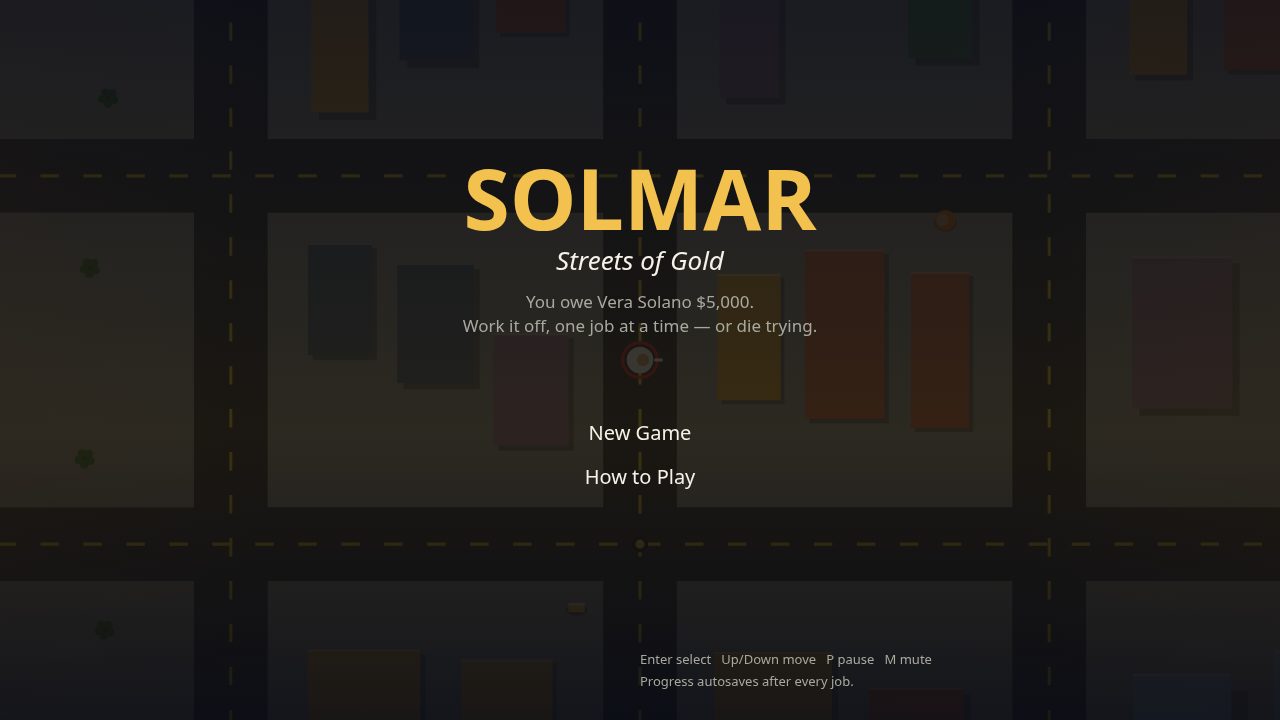 SOLMAR
Streets of Gold
You owe Vera Solano $5,000.
Work it off, one job at a time — or die trying.
New Game
How to Play
Enter select   Up/Down move   P pause   M mute
Progress autosaves after every job.